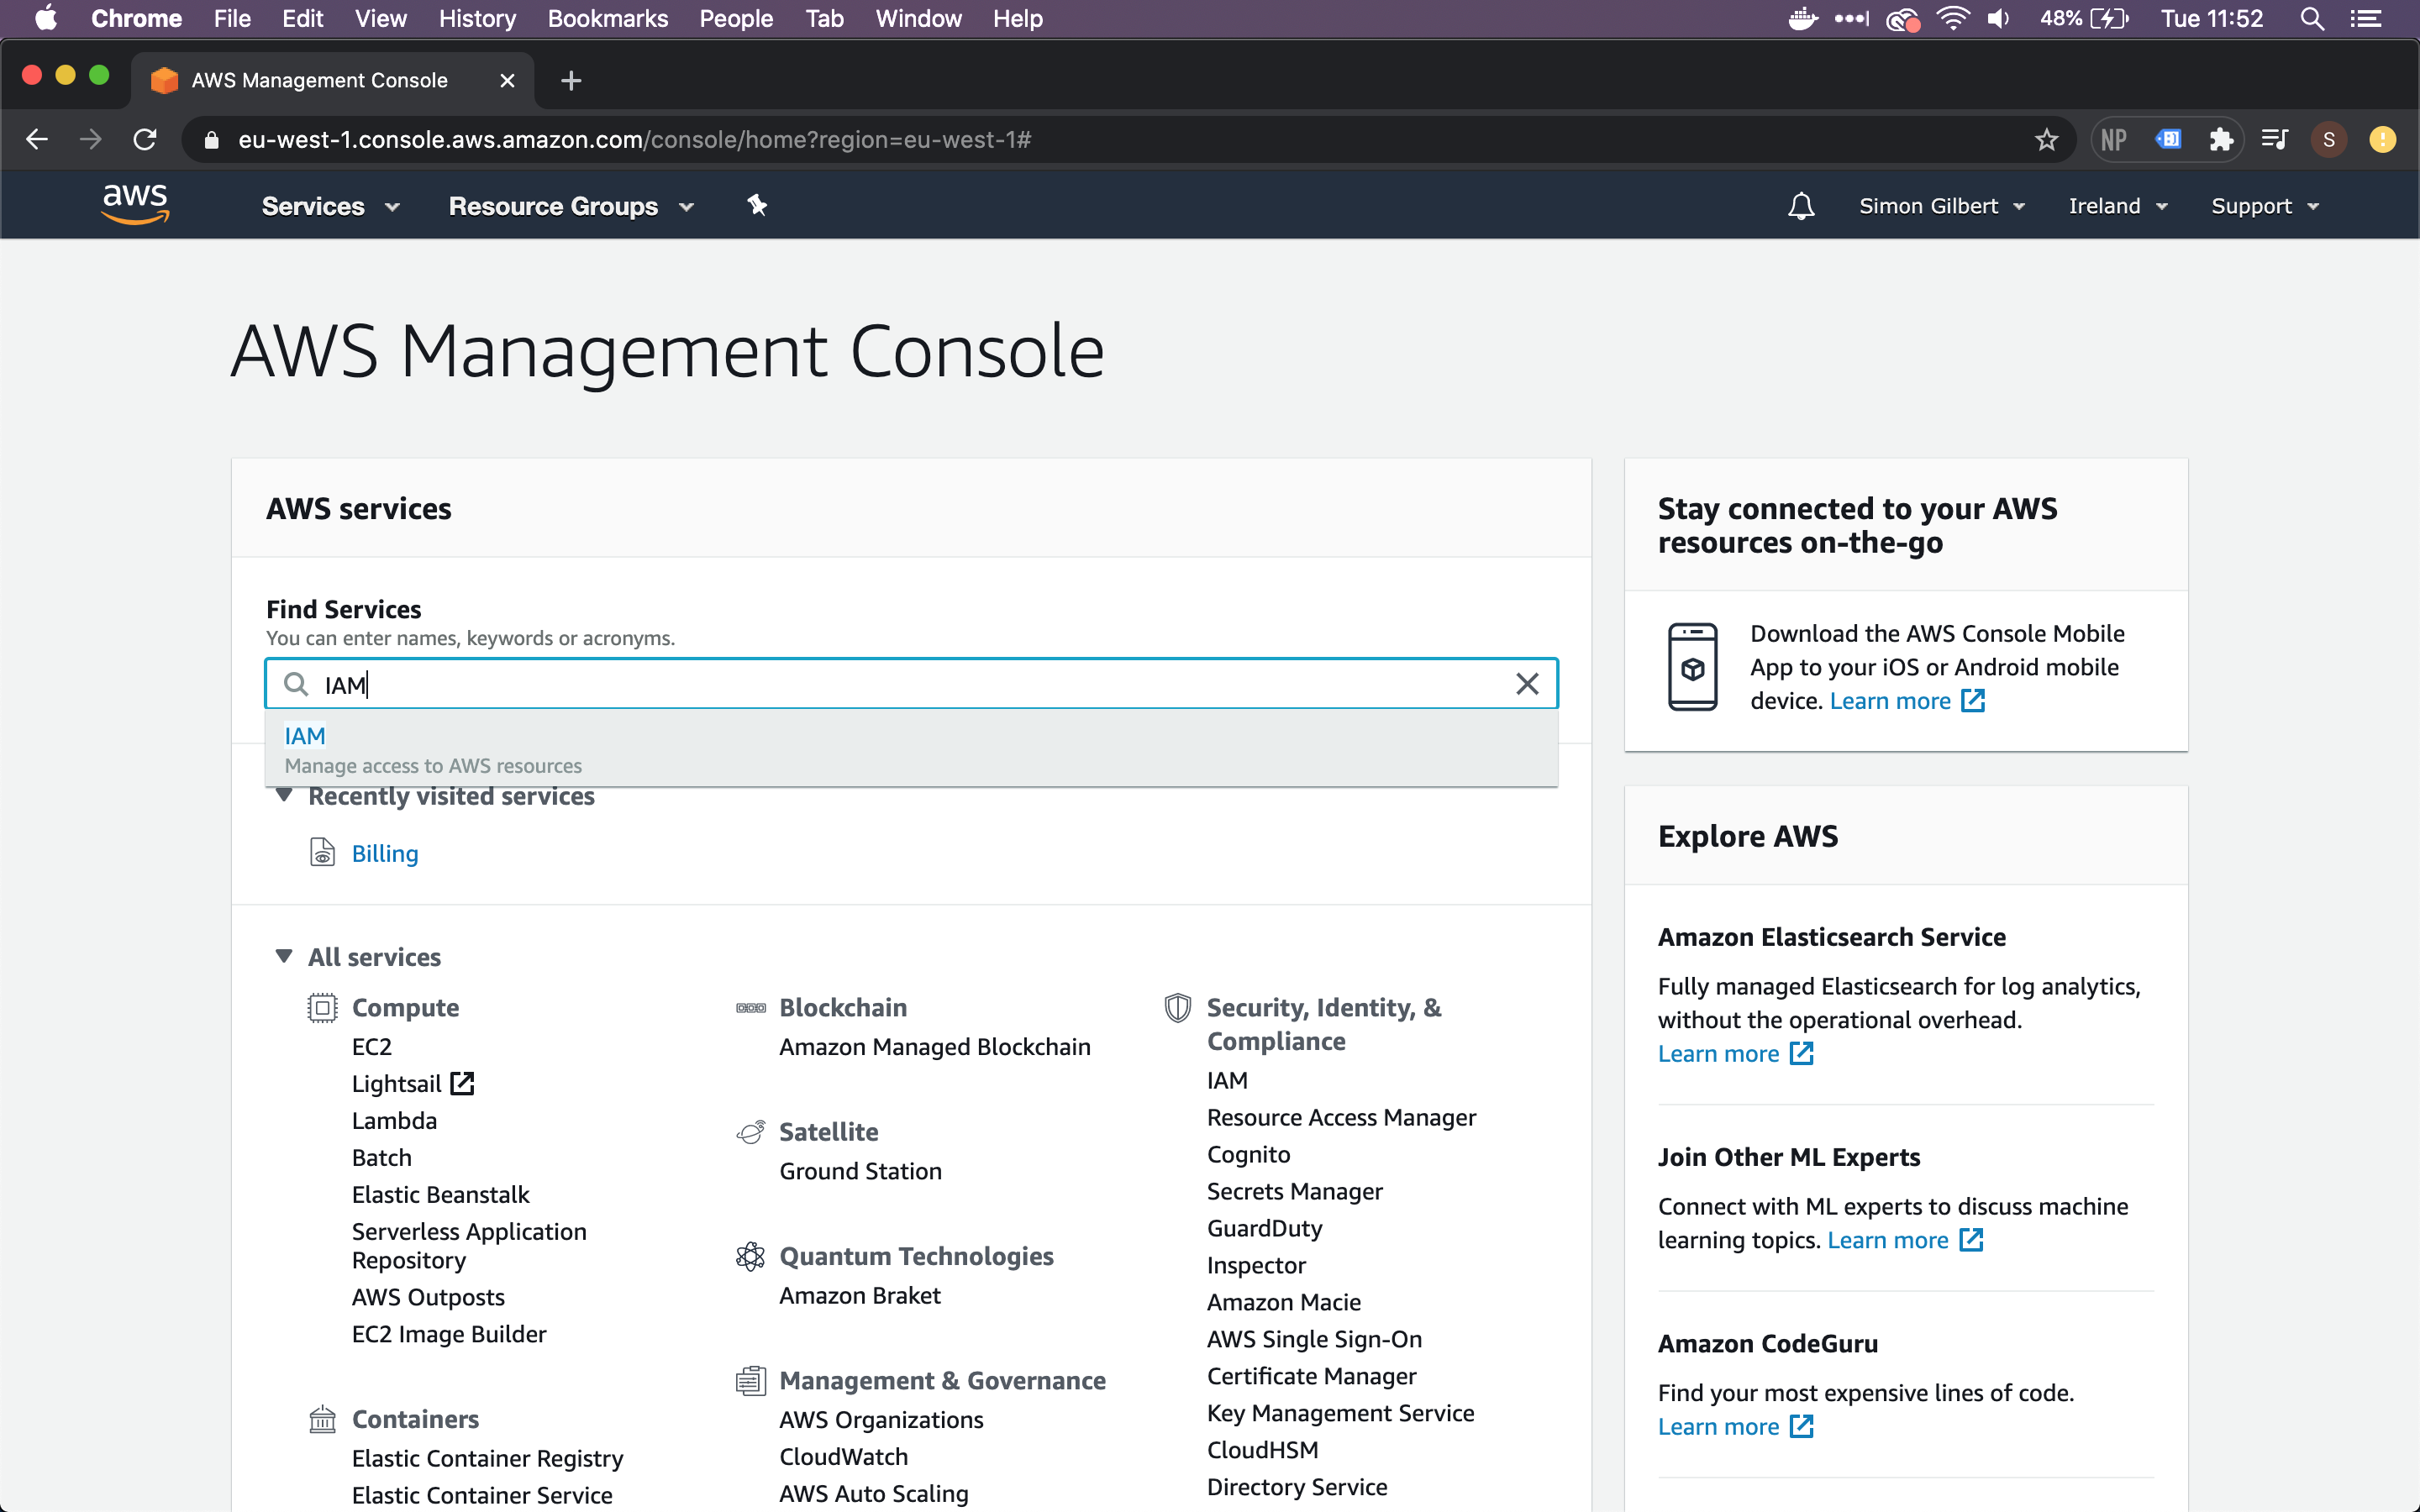 Chrome File Edit View History Bookmarks People Tab Window Help 48% Tue 11:52
AWS Management Console
eu-west-1.console.aws.amazon.com/console/home?region=eu-west-1# NP S
aws Services Resource Groups Simon Gilbert Ireland Support
AWS Management Console
AWS services
Find Services
You can enter names, keywords or acronyms.
IAM
IAM
Manage access to AWS resources
Recently visited services
Billing
All services
Compute
EC2
Lightsail
Lambda
Batch
Elastic Beanstalk
Serverless Application
Repository
AWS Outposts
EC2 Image Builder
Containers
Elastic Container Registry
Elastic Container Service
Blockchain
Amazon Managed Blockchain
Satellite
Ground Station
Quantum Technologies
Amazon Braket
Management & Governance
AWS Organizations
CloudWatch
AWS Auto Scaling
Security, Identity, &
Compliance
IAM
Resource Access Manager
Cognito
Secrets Manager
GuardDuty
Inspector
Amazon Macie
AWS Single Sign-On
Certificate Manager
Key Management Service
CloudHSM
Directory Service
Stay connected to your AWS
resources on-the-go
Download the AWS Console Mobile
App to your iOS or Android mobile
device. Learn more
Explore AWS
Amazon Elasticsearch Service
Fully managed Elasticsearch for log analytics,
without the operational overhead.
Learn more
Join Other ML Experts
Connect with ML experts to discuss machine
learning topics. Learn more
Amazon CodeGuru
Find your most expensive lines of code.
Learn more